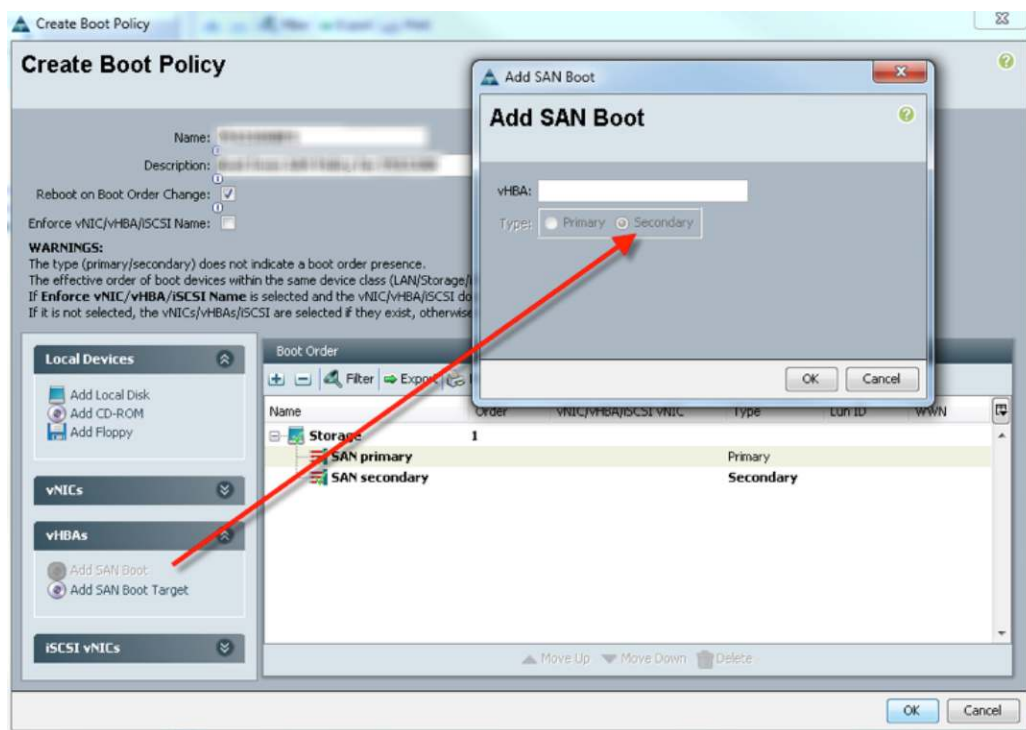 Create Boot Policy
Create Boot Policy
Name:
Description:
Reboot on Boot Order Change:
Enforce vNIC/vHBA/iSCSI Name:
WARNINGS:
The type (primary/secondary) does not indicate a boot order presence.
The effective order of boot devices within the same device class (LAN/Storage/
If Enforce vNIC/vHBA/iSCSI Name is selected and the vNIC/vHBA/iSCSI do
If it is not selected, the vNICs/vHBAs/iSCSI are selected if they exist, otherwise
Add SAN Boot
Add SAN Boot
vHBA:
Type: Primary Secondary
OK Cancel
Local Devices
Add Local Disk
Add CD-ROM
Add Floppy
vNICs
vHBAs
Add SAN Boot
Add SAN Boot Target
iSCSI vNICs
Boot Order
Filter Export
Name Order vNIC/vHBA/iSCSI vNIC Type Lun ID WWN
Storage 1
SAN primary Primary
SAN secondary Secondary
Move Up Move Down Delete
OK Cancel